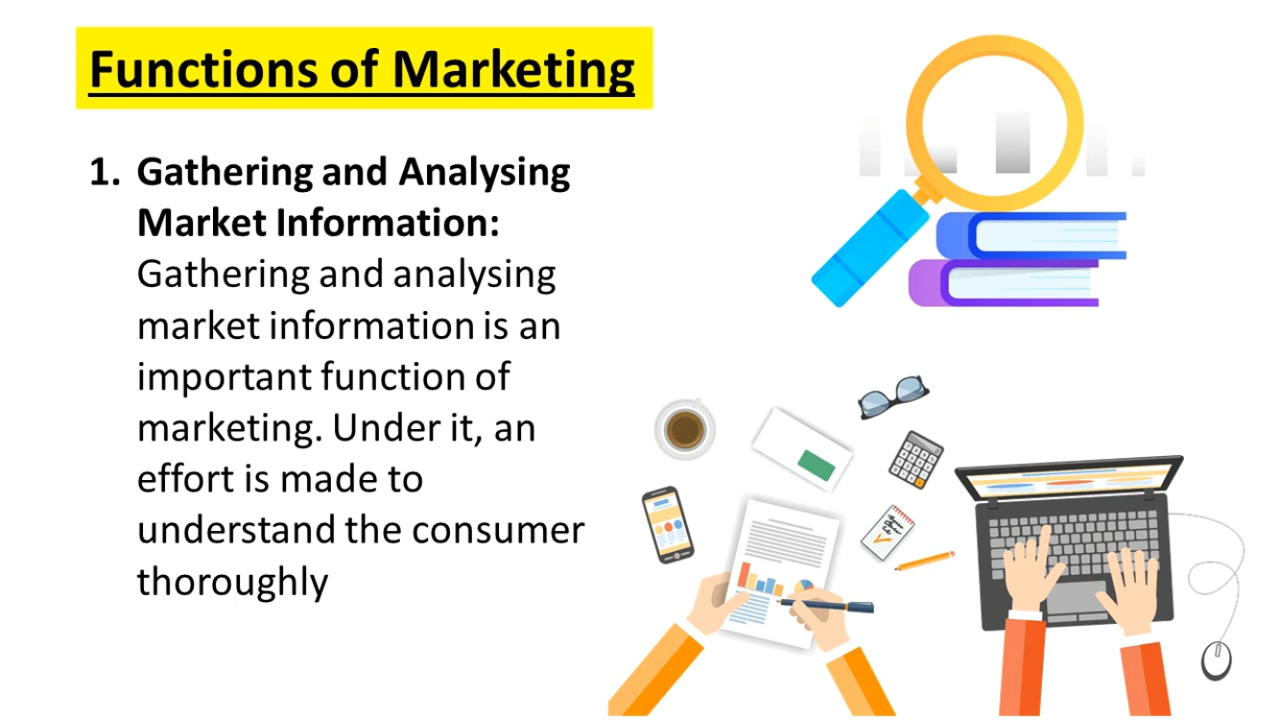 Functions of Marketing
1. Gathering and Analysing
Market Information:
Gathering and analysing
market information is an
important function of
marketing. Under it, an
effort is made to
understand the consumer
thoroughly